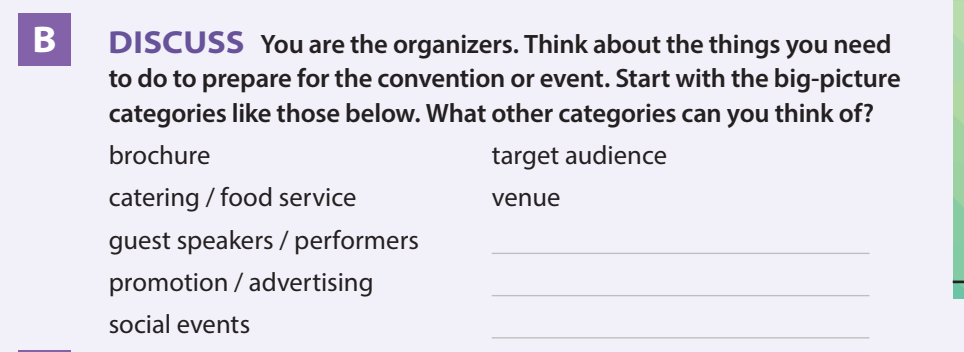 B
DISCUSS You are the organizers. Think about the things you need
to do to prepare for the convention or event. Start with the big-picture
categories like those below. What other categories can you think of?
brochure
catering / food service
guest speakers / performers
promotion / advertising
social events
target audience
venue